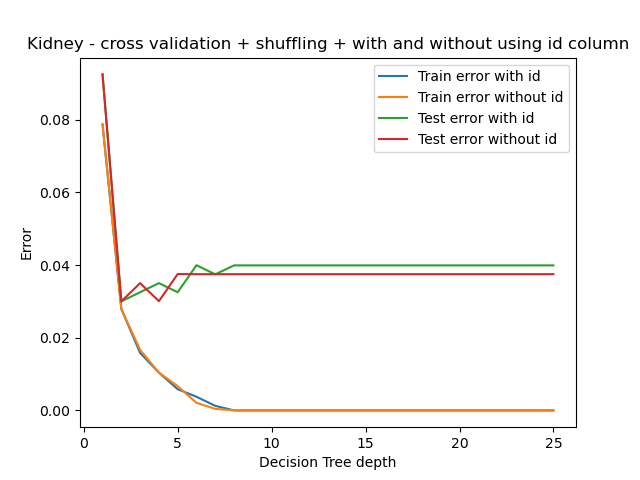 Kidney - cross validation + shuffling + with and without using id column
Train error with id
Train error without id
Test error with id
Test error without id
0.08
0.06
0.04
0.02
0.00
Error
0 5 10 15 20 25
Decision Tree depth